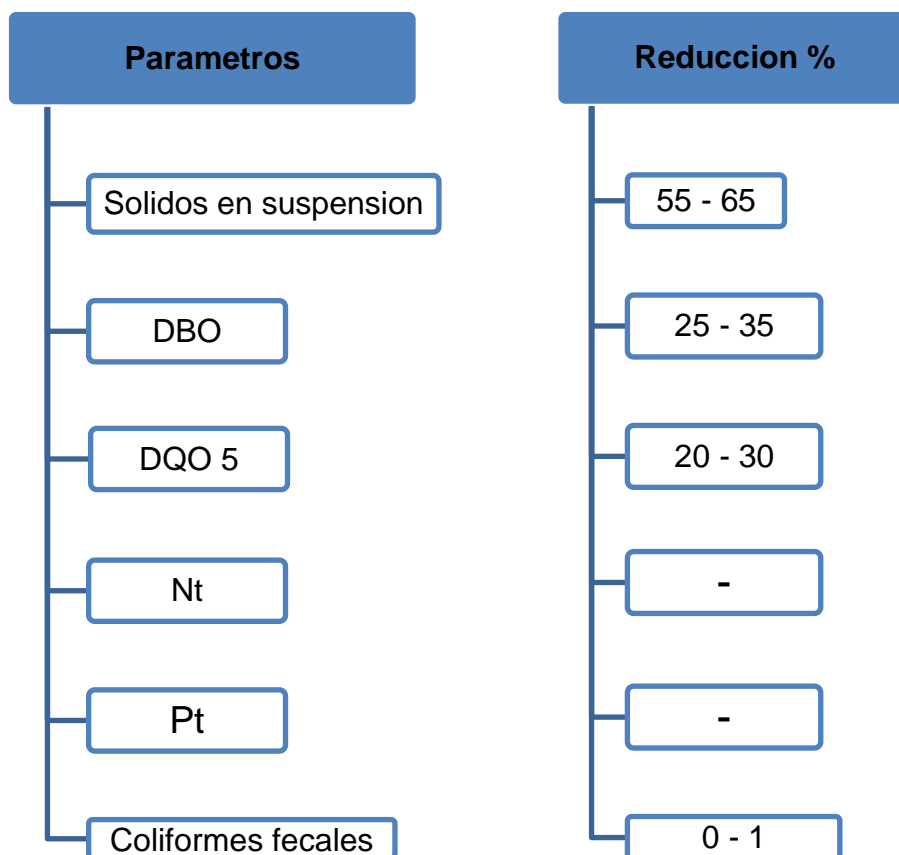 Parametros
Reduccion %
Solidos en suspension
55 - 65
DBO
25 - 35
DQO 5
20 - 30
Nt
-
Pt
-
Coliformes fecales
0 - 1